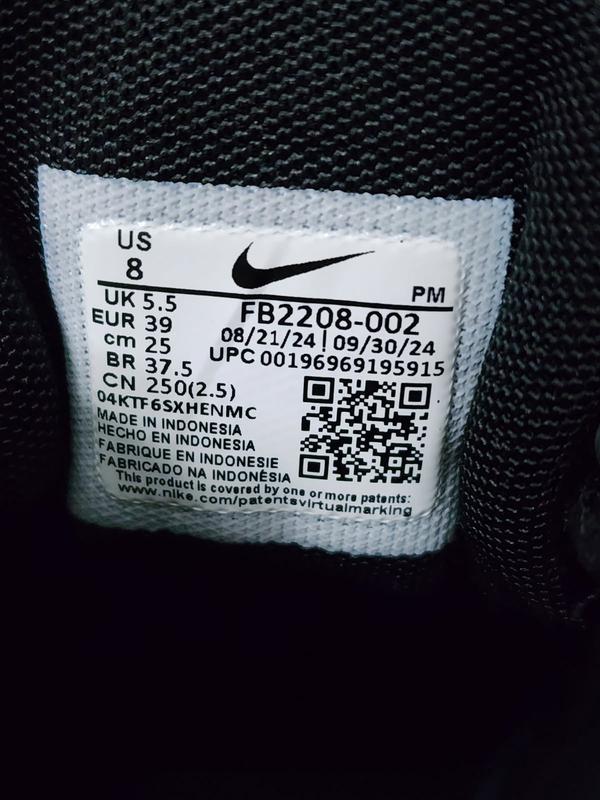 US
8
PM
UK 5.5
EUR 39
cm 25
BR 37.5
CN 250(2.5)
FB2208-002
08/21/24 | 09/30/24
UPC 00196969195915
04KTF6SXHENMC
MADE IN INDONESIA
HECHO EN INDONESIA
FABRIQUE EN INDONESIE
FABRICADO NA INDONÉSIA
This product is covered by one or more patents:
www.nike.com/patentsvirtualmarking